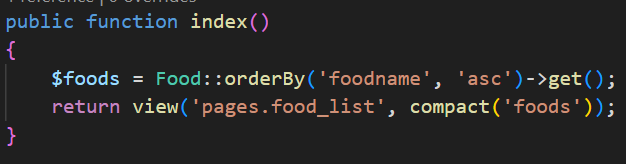 public function index()
{
$foods = Food::orderBy('foodname', 'asc')->get();
return view('pages.food_list', compact('foods'));
}